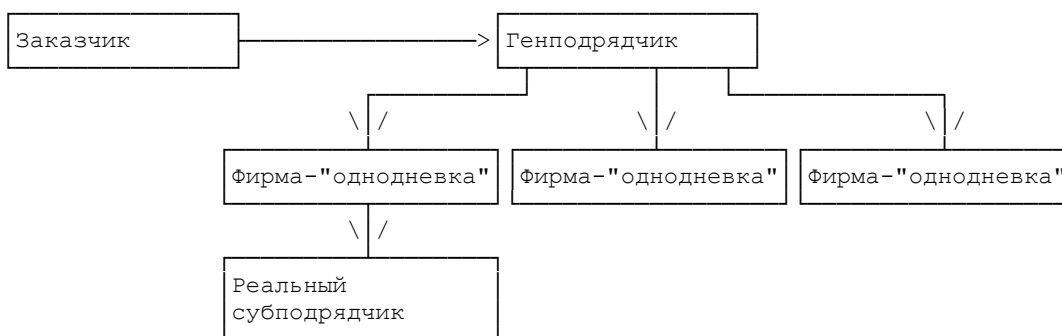 Заказчик
Генподрядчик
Фирма-"однодневка"
Фирма-"однодневка"
Фирма-"однодневка"
Реальный
субподрядчик